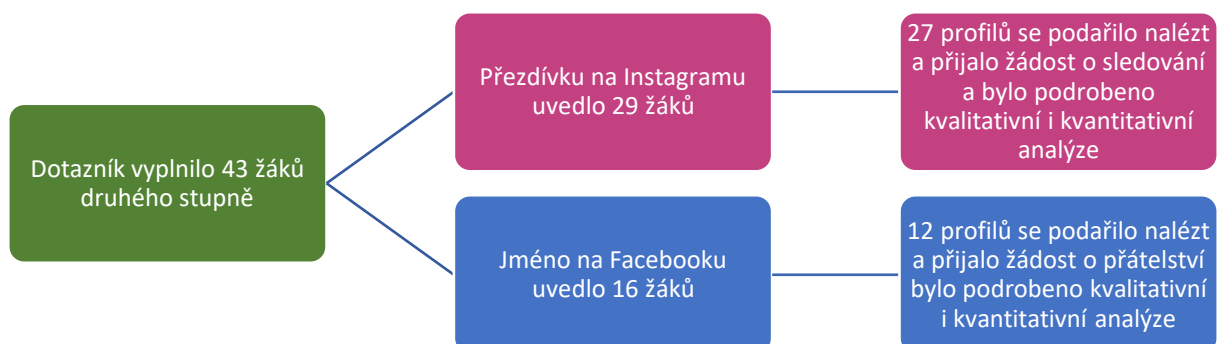 Dotazník vyplnilo 43 žáků
druhého stupně
Přezdívku na Instagramu
uvedlo 29 žáků
27 profilů se podařilo nalézt
a přijalo žádost o sledování
a bylo podrobeno
kvalitativní i kvantitativní
analýze
Jméno na Facebooku
uvedlo 16 žáků
12 profilů se podařilo nalézt
a přijalo žádost o přátelství
bylo podrobeno kvalitativní
i kvantitativní analýze